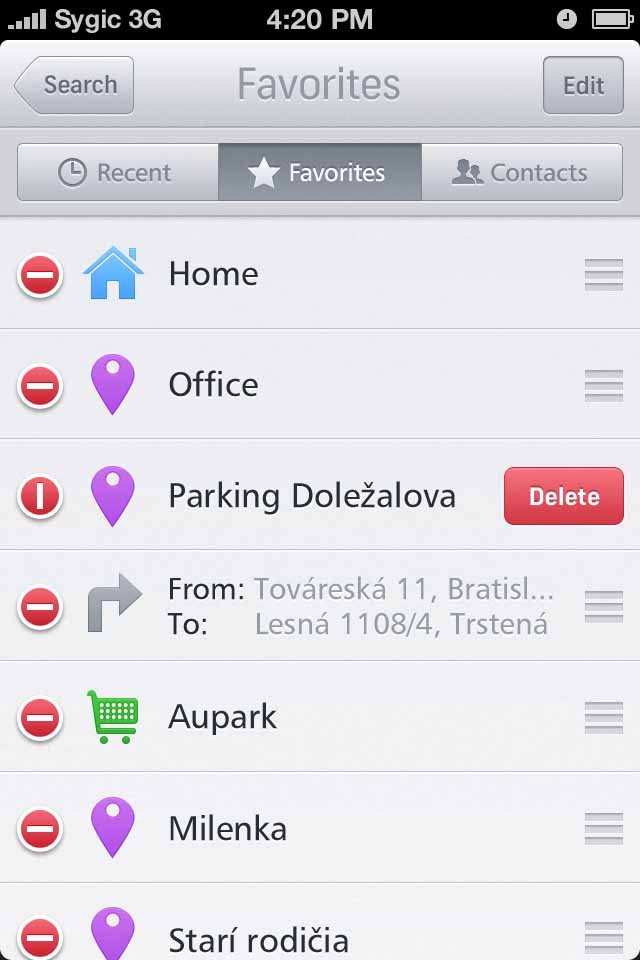 Sygic 3G 4:20 PM
Search Favorites Edit
Recent Favorites Contacts
Home
Office
Parking Doležalova Delete
From: Továreská 11, Bratisl...
To: Lesná 1108/4, Trstená
Aupark
Milenka
Starí rodičia